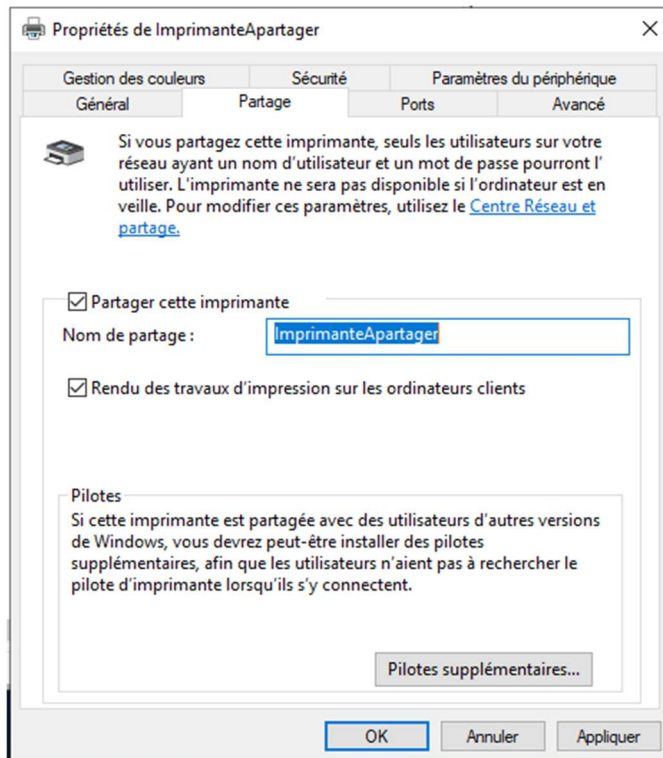 Propriétés de ImprimanteApartager
Gestion des couleurs Sécurité Paramètres du périphérique
Général Partage Ports Avancé
Si vous partagez cette imprimante, seuls les utilisateurs sur votre
réseau ayant un nom d'utilisateur et un mot de passe pourront l'
utiliser. L'imprimante ne sera pas disponible si l'ordinateur est en
veille. Pour modifier ces paramètres, utilisez le Centre Réseau et
partage.
Partager cette imprimante
Nom de partage : ImprimanteApartager
Rendu des travaux d'impression sur les ordinateurs clients
Pilotes
Si cette imprimante est partagée avec des utilisateurs d'autres versions
de Windows, vous devrez peut-être installer des pilotes
supplémentaires, afin que les utilisateurs n'aient pas à rechercher le
pilote d'imprimante lorsqu'ils s'y connectent.
Pilotes supplémentaires...
OK Annuler Appliquer